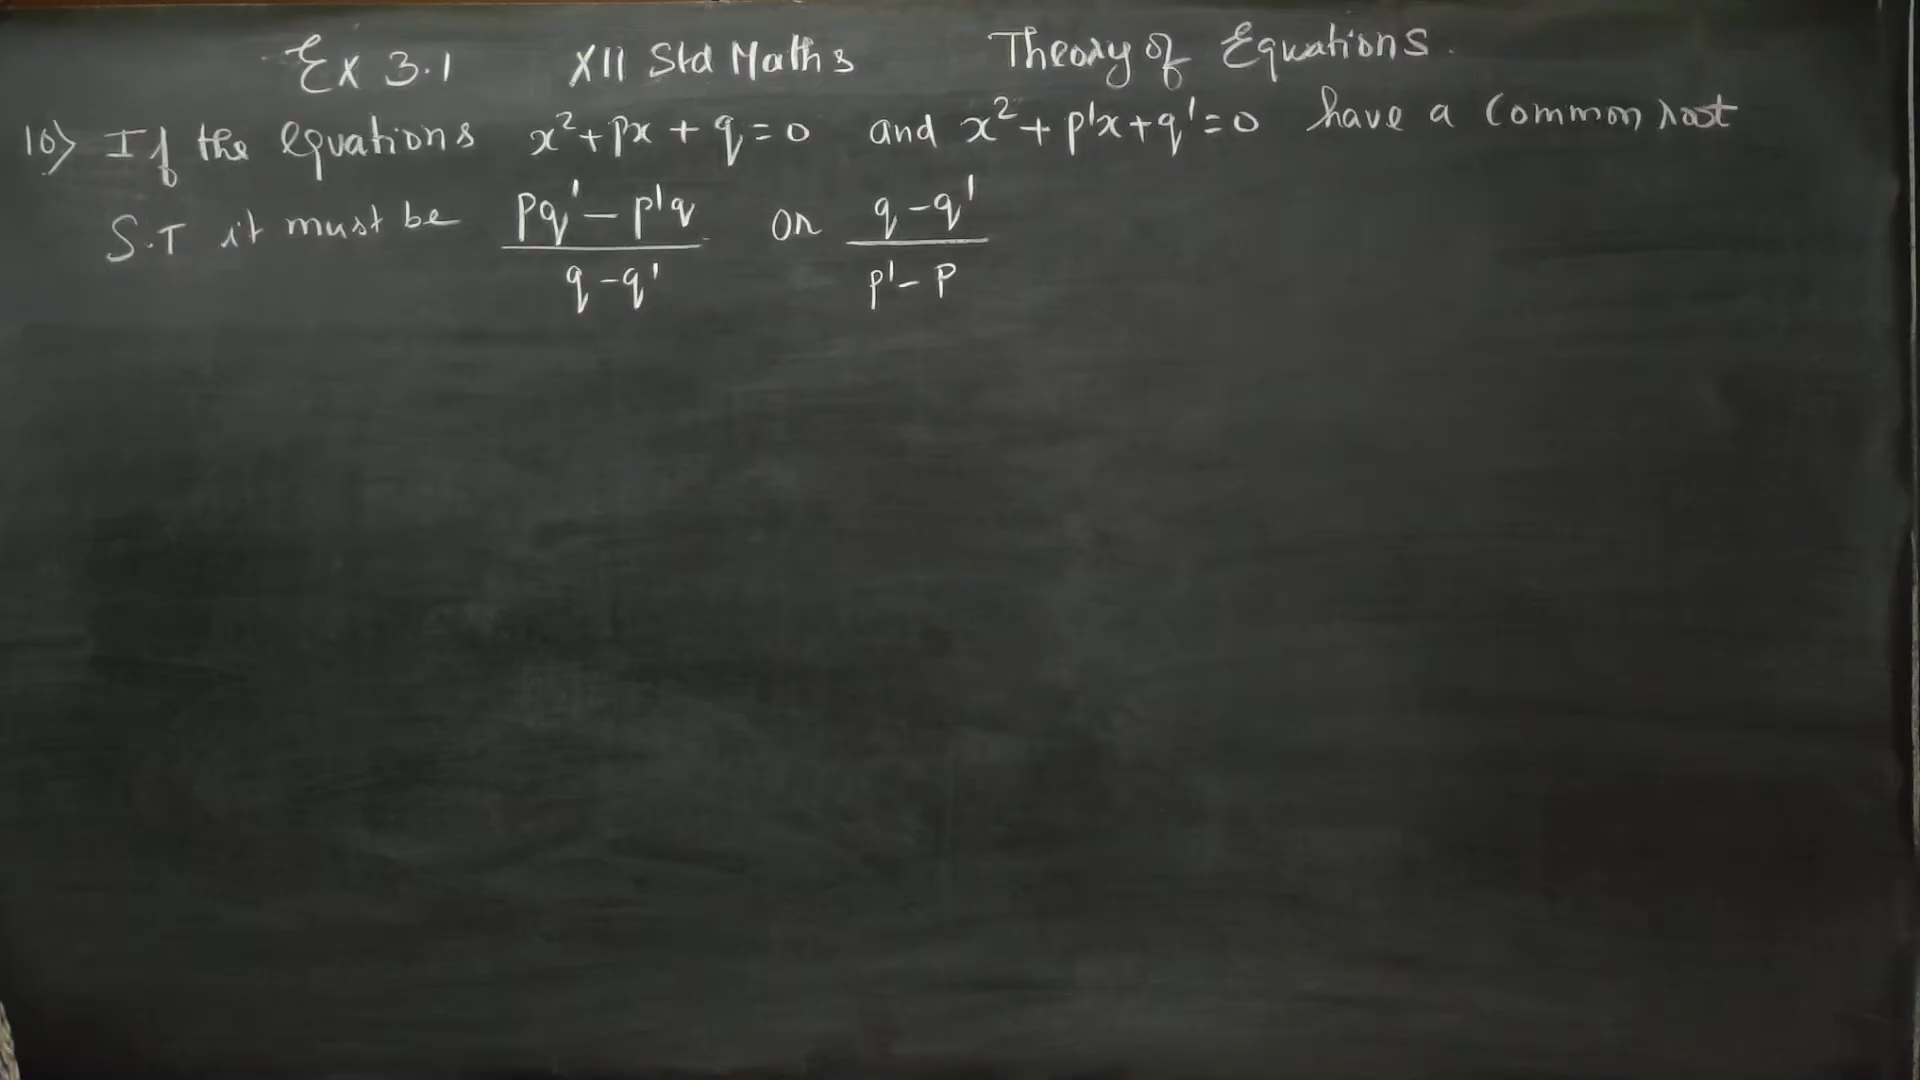 Ex 3.1 XII Std Maths Theory of Equations.
10) If the equations x²+px+q=0 and x²+p'x+q'=0 have a common root
S.T it must be (pq'-p'q)/(q-q') or (q-q')/(p'-p)